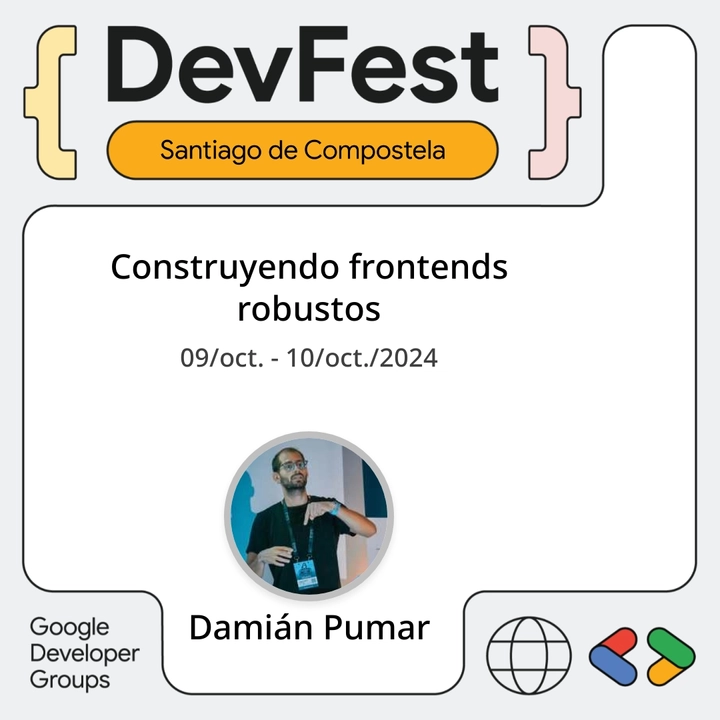 DevFest
Santiago de Compostela
Construyendo frontends
robustos
09/oct. - 10/oct./2024
Damián Pumar
Google
Developer
Groups